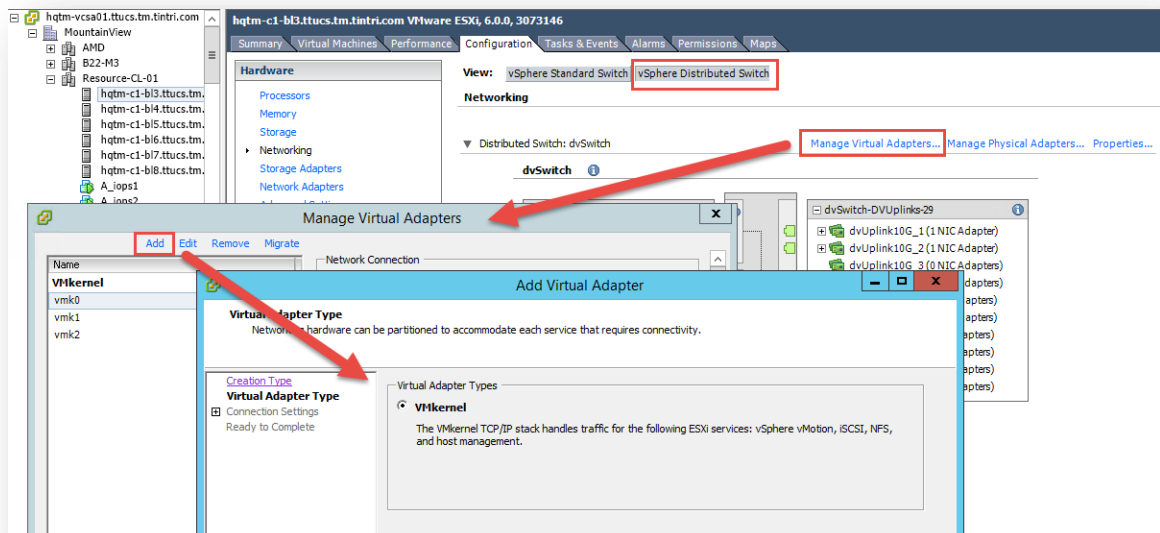 hqtm-vcsa01.ttucs.tm.tintri.com
MountainView
AMD
B22-M3
Resource-CL-01
hqtm-c1-bl3.ttucs.tm.
hqtm-c1-bl4.ttucs.tm.
hqtm-c1-bl5.ttucs.tm.
hqtm-c1-bl6.ttucs.tm.
hqtm-c1-bl7.ttucs.tm.
hqtm-c1-bl8.ttucs.tm.
A_iops1
A_iops2
hqtm-c1-bl3.ttucs.tm.tintri.com VMware ESXi, 6.0.0, 3073146
Summary Virtual Machines Performance Configuration Tasks & Events Alarms Permissions Maps
Hardware
Processors
Memory
Storage
Networking
Storage Adapters
Network Adapters
View: vSphere Standard Switch vSphere Distributed Switch
Networking
Distributed Switch: dvSwitch Manage Virtual Adapters... Manage Physical Adapters... Properties...
dvSwitch
dvSwitch-DVUplinks-29
dvUplink10G_1 (1 NIC Adapter)
dvUplink10G_2 (1 NIC Adapter)
dvUplink10G_3 (0 NIC Adapters)
dapters)
apters)
apters)
apters)
apters)
apters)
apters)
Manage Virtual Adapters
X
Add Edit Remove Migrate
Name
VMkernel
vmk0
vmk1
vmk2
Network Connection
Add Virtual Adapter
X
Virtual Adapter Type
hardware can be partitioned to accommodate each service that requires connectivity.
Creation Type
Virtual Adapter Type
Connection Settings
Ready to Complete
Virtual Adapter Types
VMkernel
The VMkernel TCP/IP stack handles traffic for the following ESXi services: vSphere vMotion, iSCSI, NFS,
and host management.